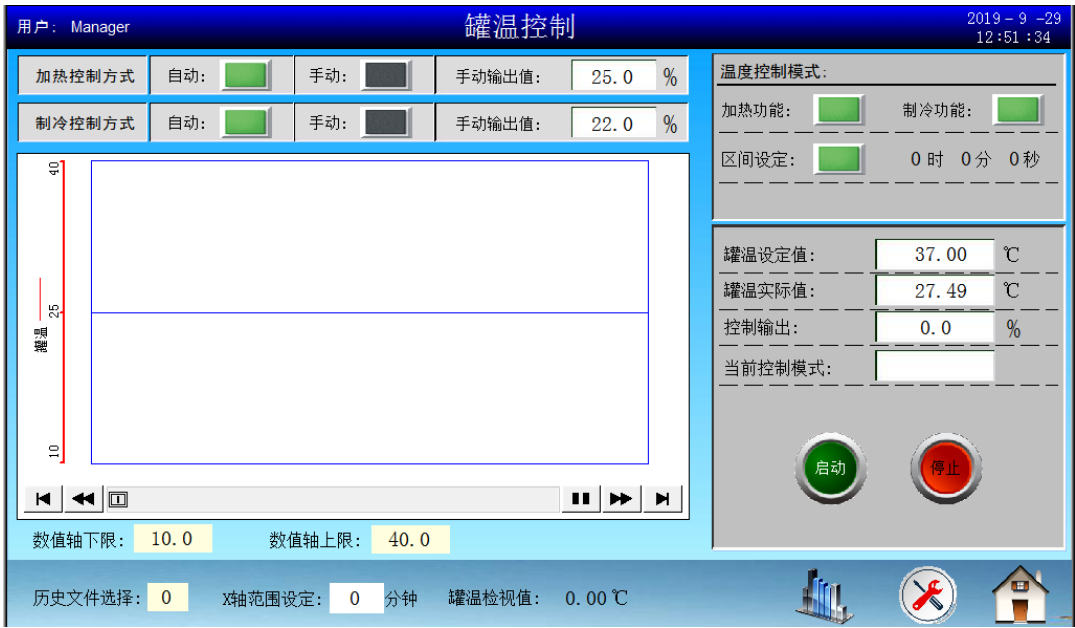 用户: Manager
罐温控制
2019-9-29
12:51:34
加热控制方式 自动: 手动: 手动输出值: 25.0 %
制冷控制方式 自动: 手动: 手动输出值: 22.0 %
40
25
10
罐温
数值轴下限: 10.0 数值轴上限: 40.0
温度控制模式:
加热功能: 制冷功能:
区间设定: 0时 0分 0秒
罐温设定值: 37.00 ℃
罐温实际值: 27.49 ℃
控制输出: 0.0 %
当前控制模式:
启动 停止
历史文件选择: 0 X轴范围设定: 0 分钟 罐温检视值: 0.00℃